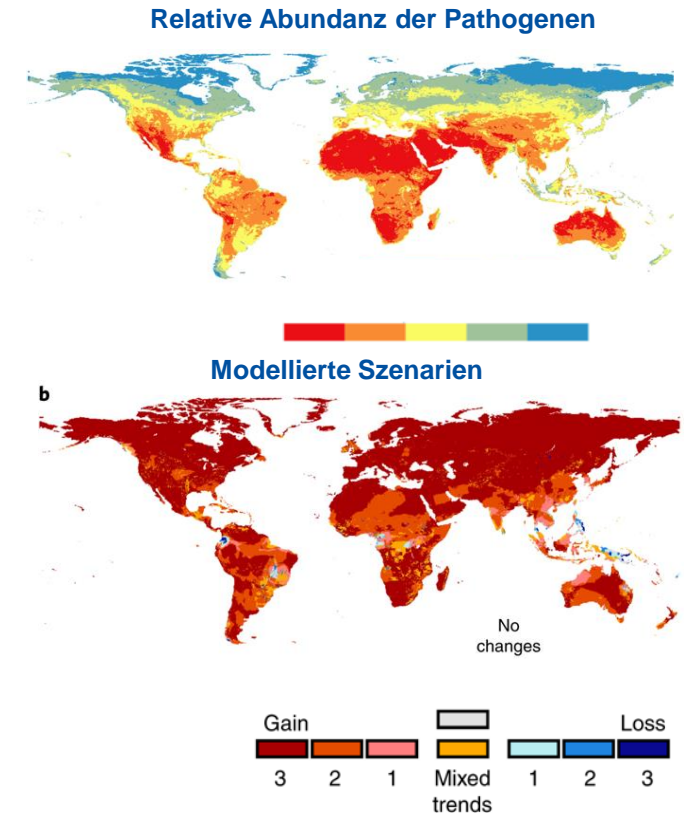 Relative Abundanz der Pathogenen
Modellierte Szenarien
b
No
changes
Gain
Loss
3
2
1
Mixed
trends
1
2
3